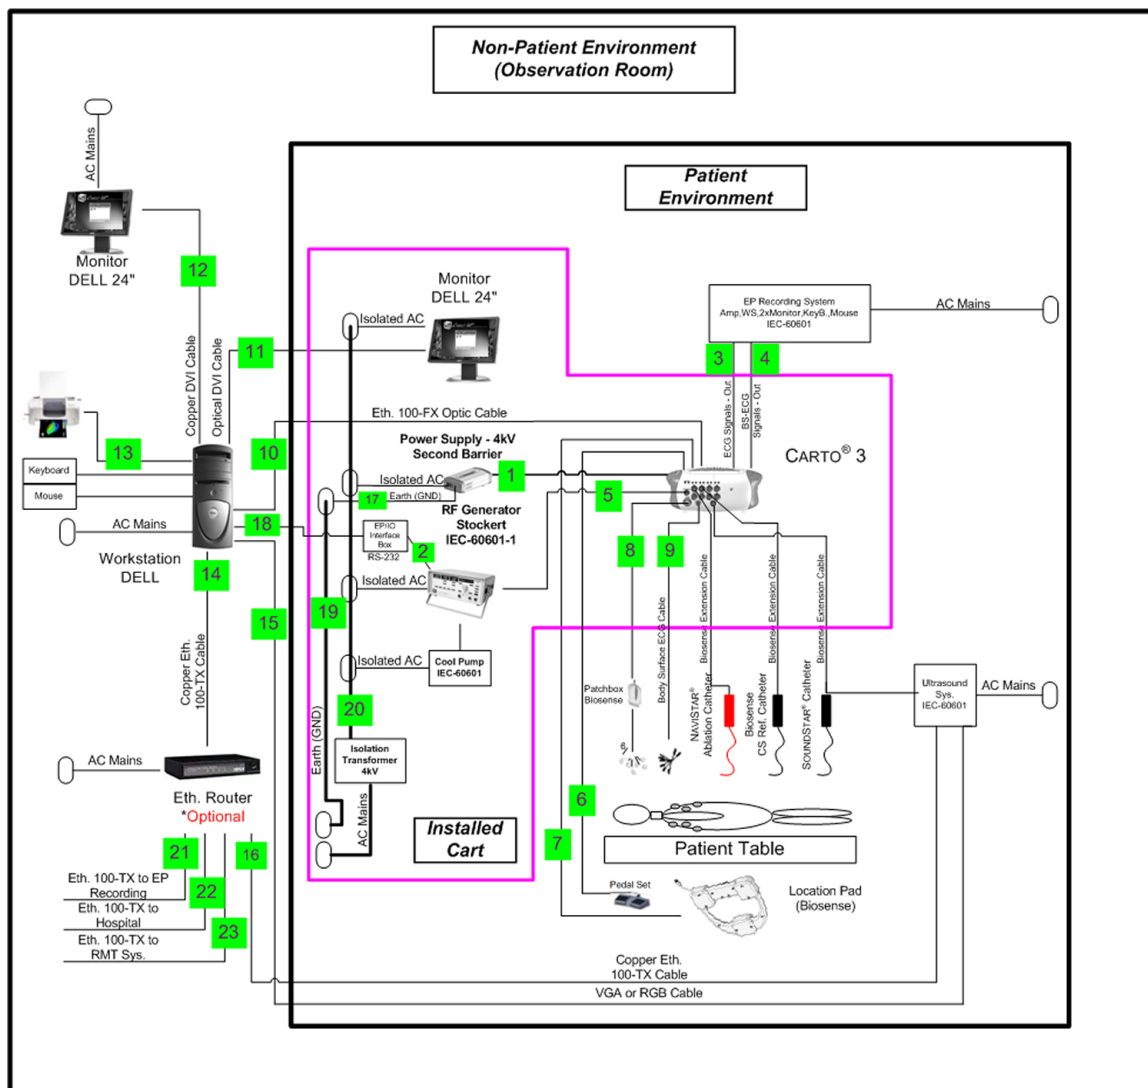 Non-Patient Environment
(Observation Room)
AC Mains
Patient
Environment
12
Monitor
DELL 24"
Monitor
DELL 24"
EP Recording System
Amp,WS,2xMonitor,KeyB.,Mouse
IEC-60601
AC Mains
Isolated AC
11
3
4
Copper DVI Cable
Optical DVI Cable
ECG Signals - Out
BS-ECG
Signals - Out
Eth. 100-FX Optic Cable
10
13
Power Supply - 4kV
Second Barrier
CARTO® 3
Keyboard
Mouse
Isolated AC
1
17
Earth (GND)
5
RF Generator
Stockert
IEC-60601-1
AC Mains
18
EP/IC
Interface
Box
RS-232
2
8
9
Workstation
DELL
14
Isolated AC
15
19
Copper Eth.
100-TX Cable
Isolated AC
Cool Pump
IEC-60601
Body Surface ECG Cable
Biosense Extension Cable
Biosense Extension Cable
Biosense Extension Cable
Patchbox
Biosense
6
NAVISTAR®
Ablation Catheter
Biosense
CS Ref. Catheter
SOUNDSTAR® Catheter
Ultrasound
Sys.
IEC-60601
AC Mains
20
Earth (GND)
Isolation
Transformer
4kV
AC Mains
AC Mains
Eth. Router
*Optional
6
7
Installed
Cart
Patient Table
21
16
Eth. 100-TX to EP
Recording
22
Eth. 100-TX to
Hospital
23
Eth. 100-TX to
RMT Sys.
Pedal Set
Location Pad
(Biosense)
Copper Eth.
100-TX Cable
VGA or RGB Cable